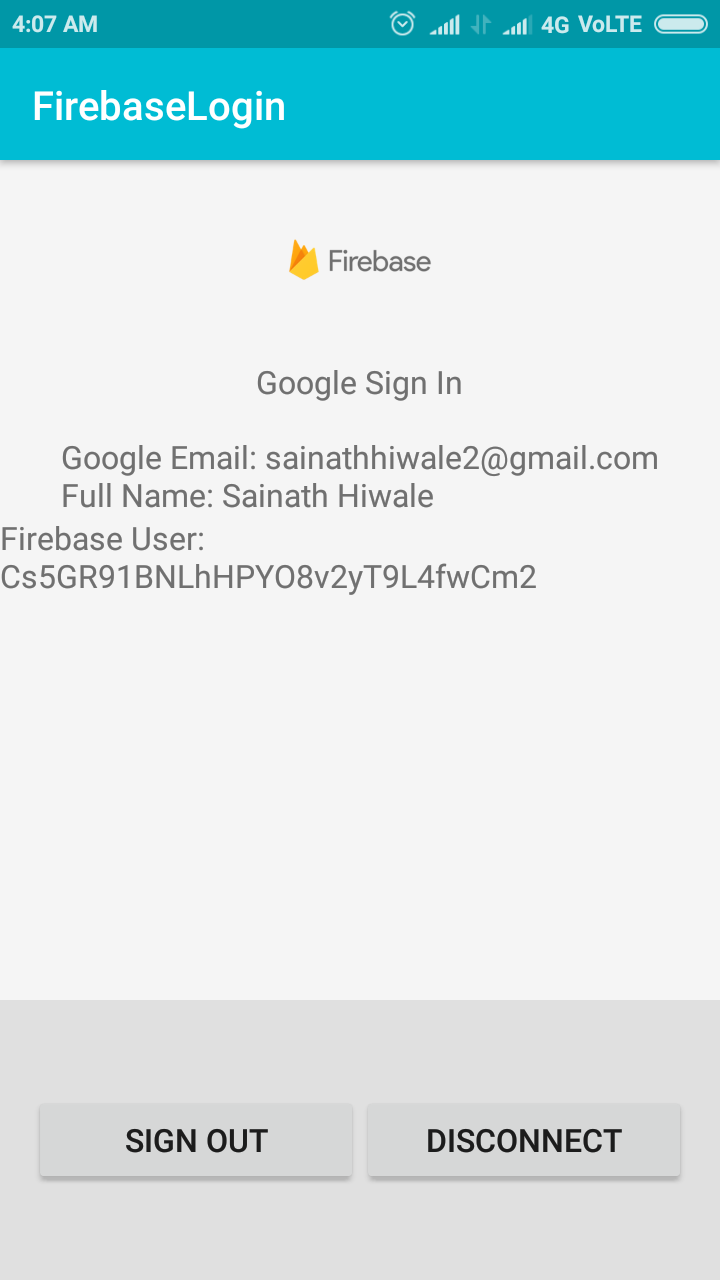 4:07 AM 4G VoLTE
FirebaseLogin
Firebase
Google Sign In
Google Email: sainathhiwale2@gmail.com
Full Name: Sainath Hiwale
Firebase User:
Cs5GR91BNLhHPYO8v2yT9L4fwCm2
SIGN OUT DISCONNECT